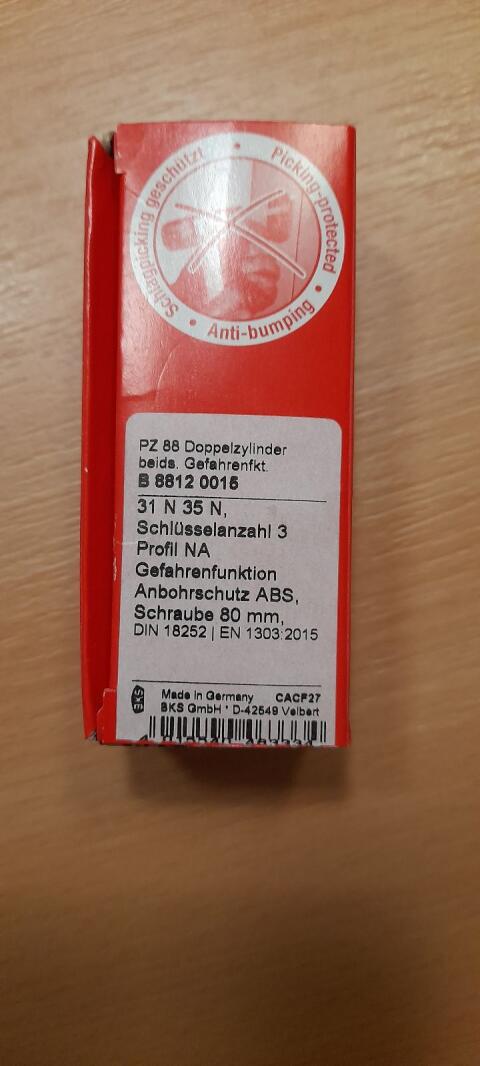 Schlagpicking geschützt • Picking-protected • Anti-bumping •
PZ 88 Doppelzylinder
beids. Gefahrenfkt.
B 8812 0015
31 N 35 N,
Schlüsselanzahl 3
Profil NA
Gefahrenfunktion
Anbohrschutz ABS,
Schraube 80 mm,
DIN 18252 | EN 1303:2015
BKS
Made in Germany CACF27
BKS GmbH * D-42549 Velbert